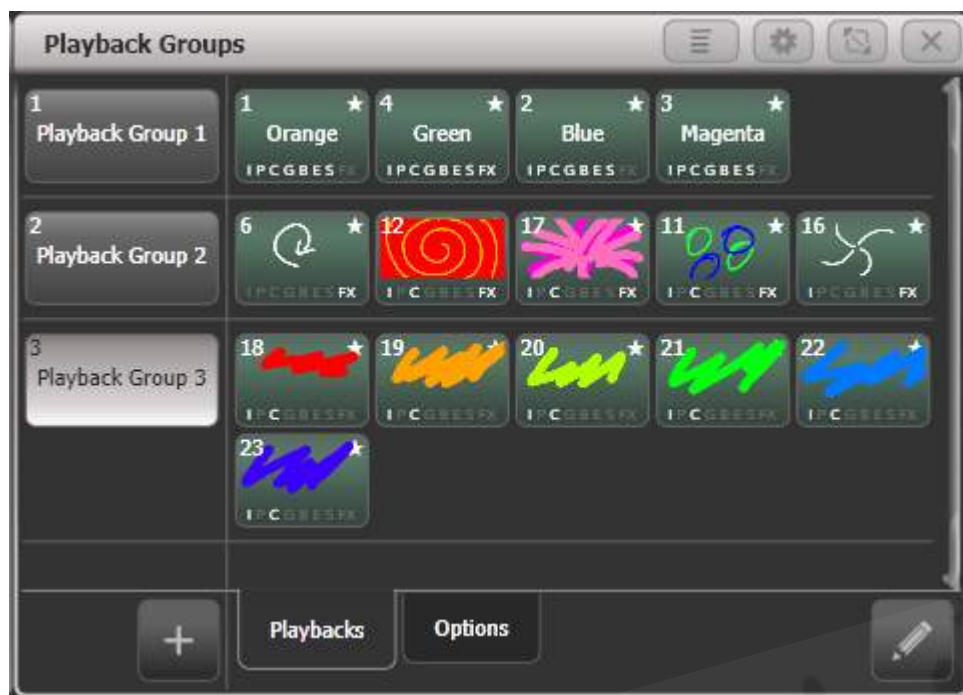 Playback Groups
1
Playback Group 1
1 4 2 3
Orange Green Blue Magenta
IPCGBESFX IPCGBESFX IPCGBESFX IPCGBESFX
2
Playback Group 2
6 12 17 11 16
IPCGBESFX IPCGBESFX IPCGBESFX IPCGBESFX IPCGBESFX
3
Playback Group 3
18 19 20 21 22
IPCGBESFX IPCGBESFX IPCGBESFX IPCGBESFX IPCGBESFX
23
IPCGBESFX
+
Playbacks Options